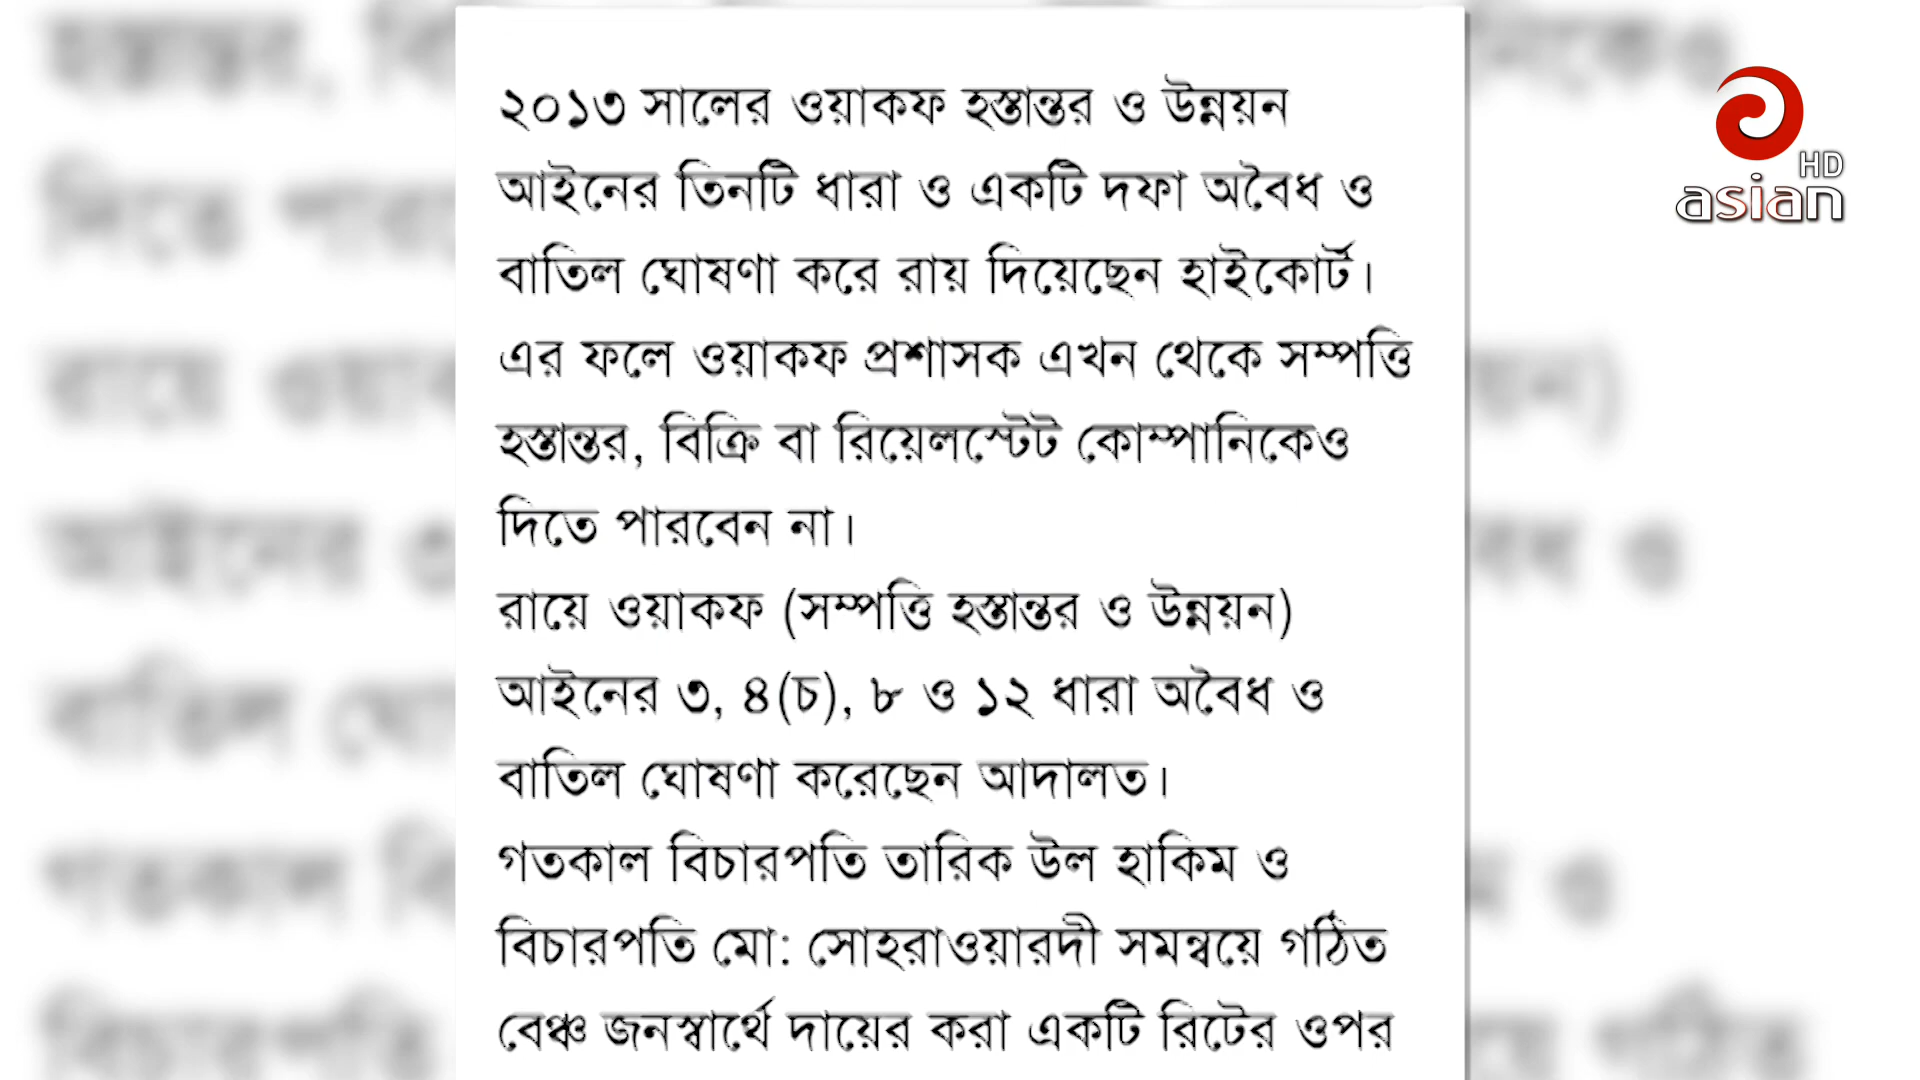 ২০১৩ সালের ওয়াকফ হস্তান্তর ও উন্নয়ন
আইনের তিনটি ধারা ও একটি দফা অবৈধ ও
বাতিল ঘোষণা করে রায় দিয়েছেন হাইকোর্ট।
এর ফলে ওয়াকফ প্রশাসক এখন থেকে সম্পত্তি
হস্তান্তর, বিক্রি বা রিয়েলস্টেট কোম্পানিকেও
দিতে পারবেন না।
রায়ে ওয়াকফ (সম্পত্তি হস্তান্তর ও উন্নয়ন)
আইনের ৩, ৪(চ), ৮ ও ১২ ধারা অবৈধ ও
বাতিল ঘোষণা করেছেন আদালত।
গতকাল বিচারপতি তারিক উল হাকিম ও
বিচারপতি মো: সোহরাওয়ারদী সমন্বয়ে গঠিত
বেঞ্চ জনস্বার্থে দায়ের করা একটি রিটের ওপর
HD
asian